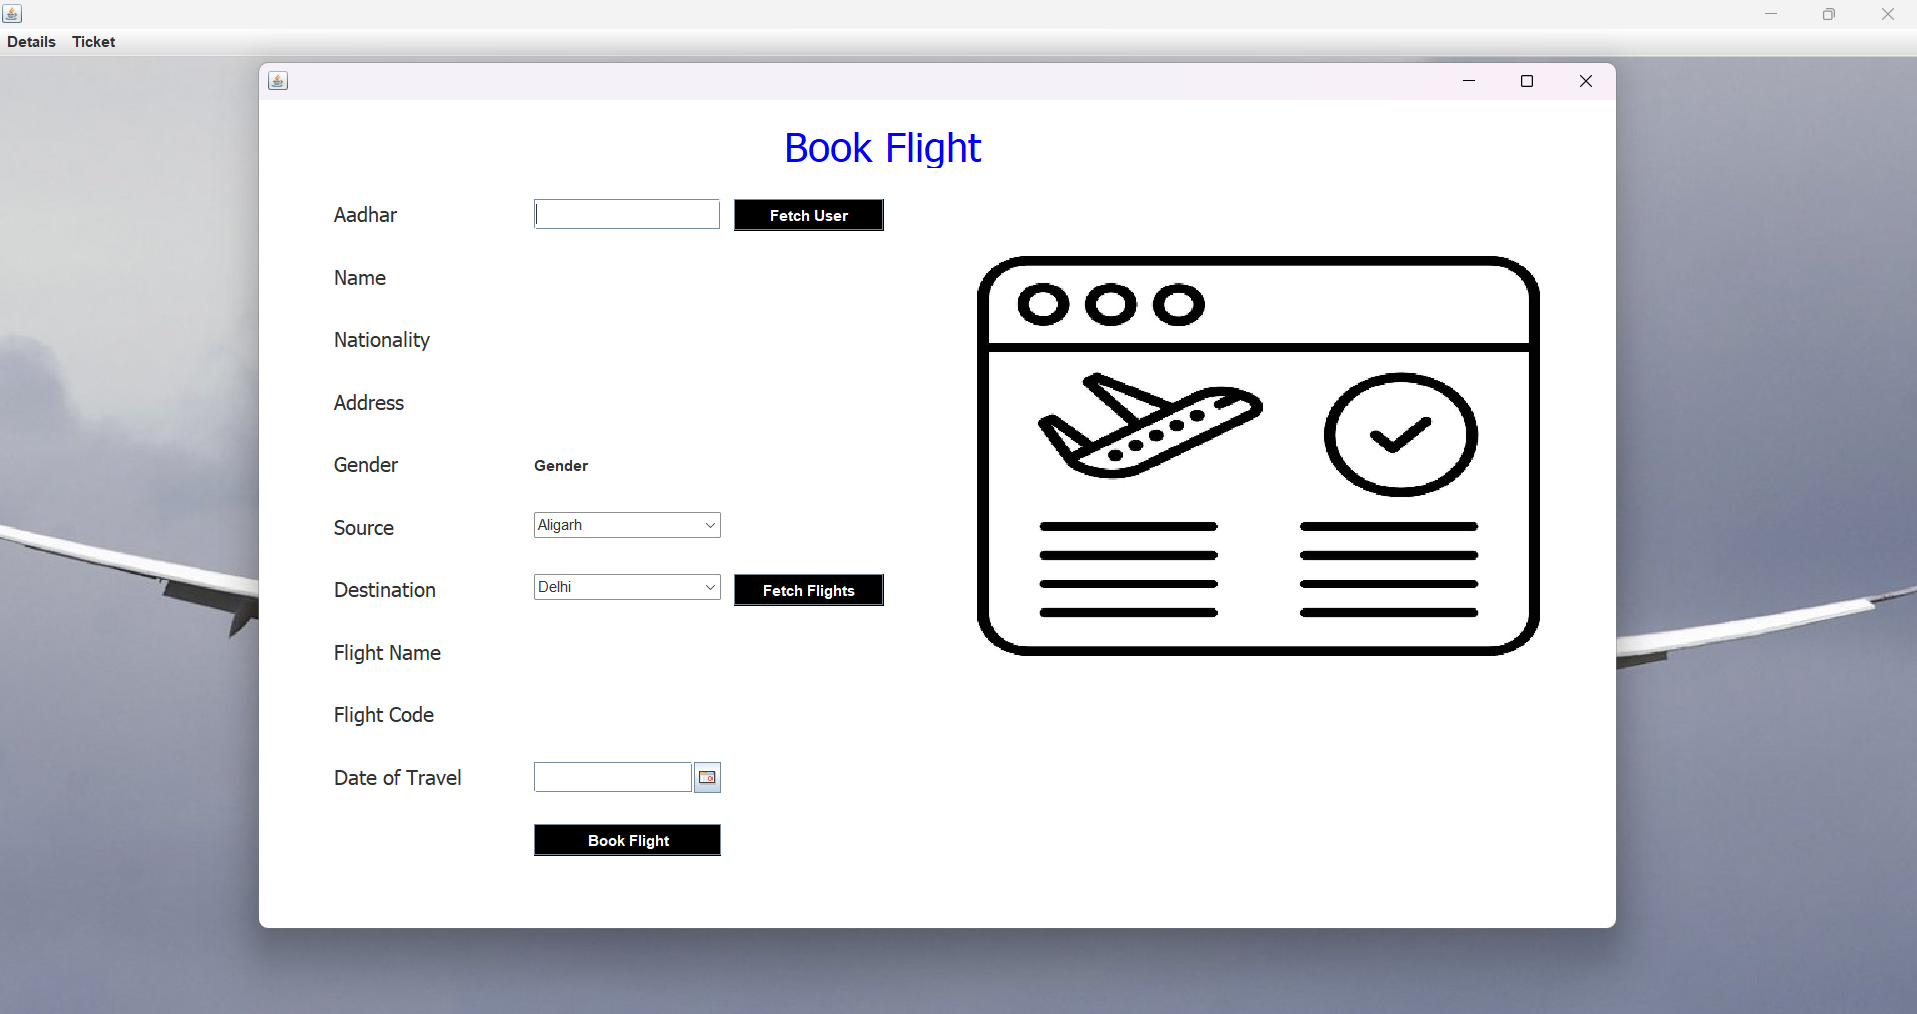 Details Ticket
Book Flight
Aadhar Fetch User
Name
Nationality
Address
Gender Gender
Source Aligarh
Destination Delhi Fetch Flights
Flight Name
Flight Code
Date of Travel
Book Flight